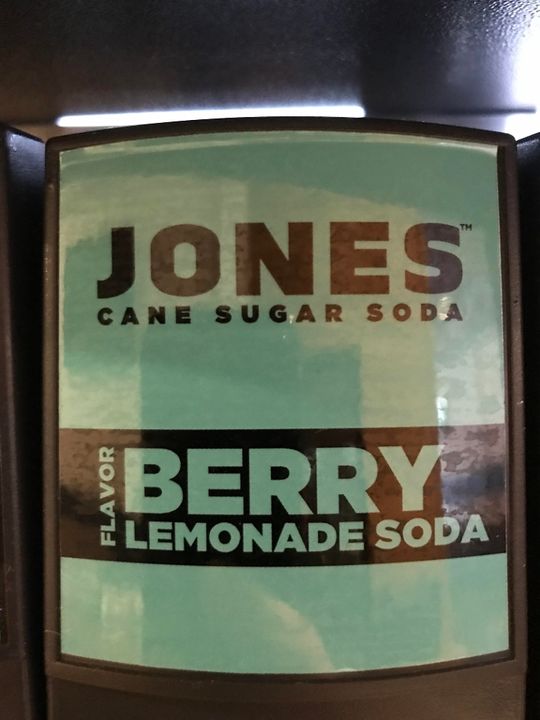 JONES™
CANE SUGAR SODA
FLAVOR
BERRY
LEMONADE SODA